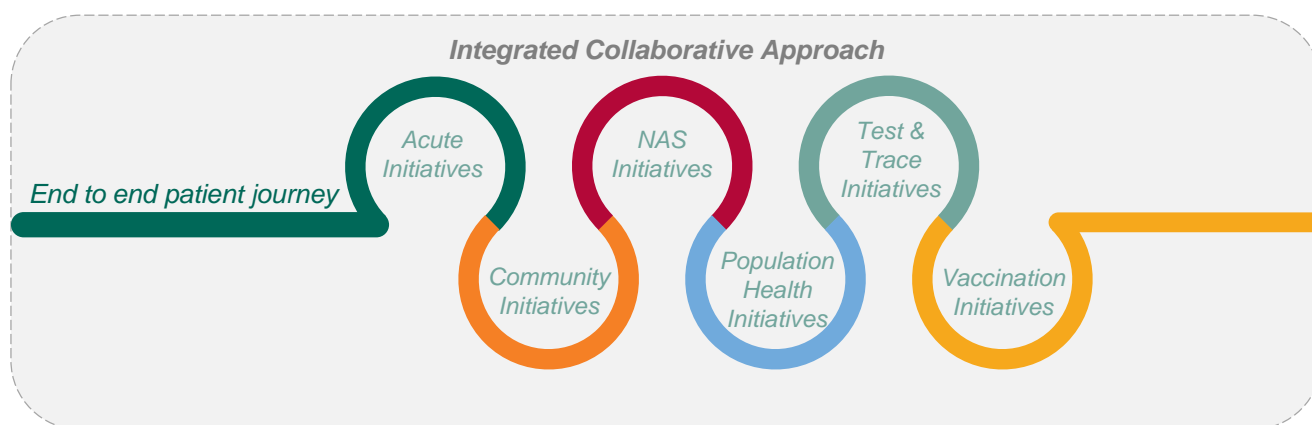 Integrated Collaborative Approach
End to end patient journey
Acute
Initiatives
Community
Initiatives
NAS
Initiatives
Population
Health
Initiatives
Test &
Trace
Initiatives
Vaccination
Initiatives